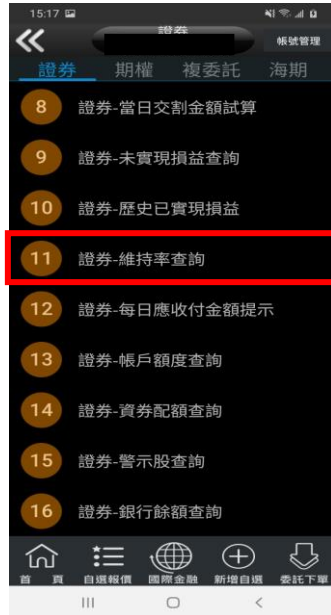 15:17
證券
帳號管理
證券 期權 複委託 海期
8 證券-當日交割金額試算
9 證券-未實現損益查詢
10 證券-歷史已實現損益
11 證券-維持率查詢
12 證券-每日應收付金額提示
13 證券-帳戶額度查詢
14 證券-資券配額查詢
15 證券-警示股查詢
16 證券-銀行餘額查詢
首 頁 自選報價 國際金融 新增自選 委託下單